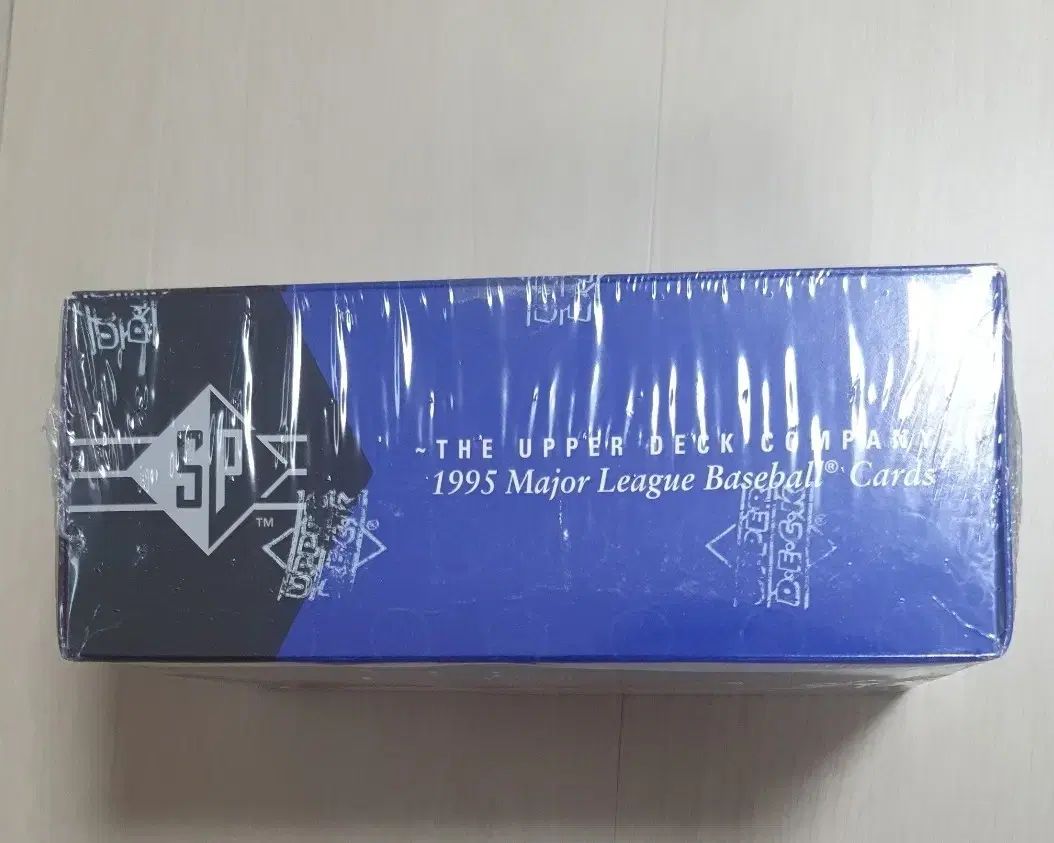 SP
TM
~THE UPPER DECK COMPANY~
1995 Major League Baseball® Cards